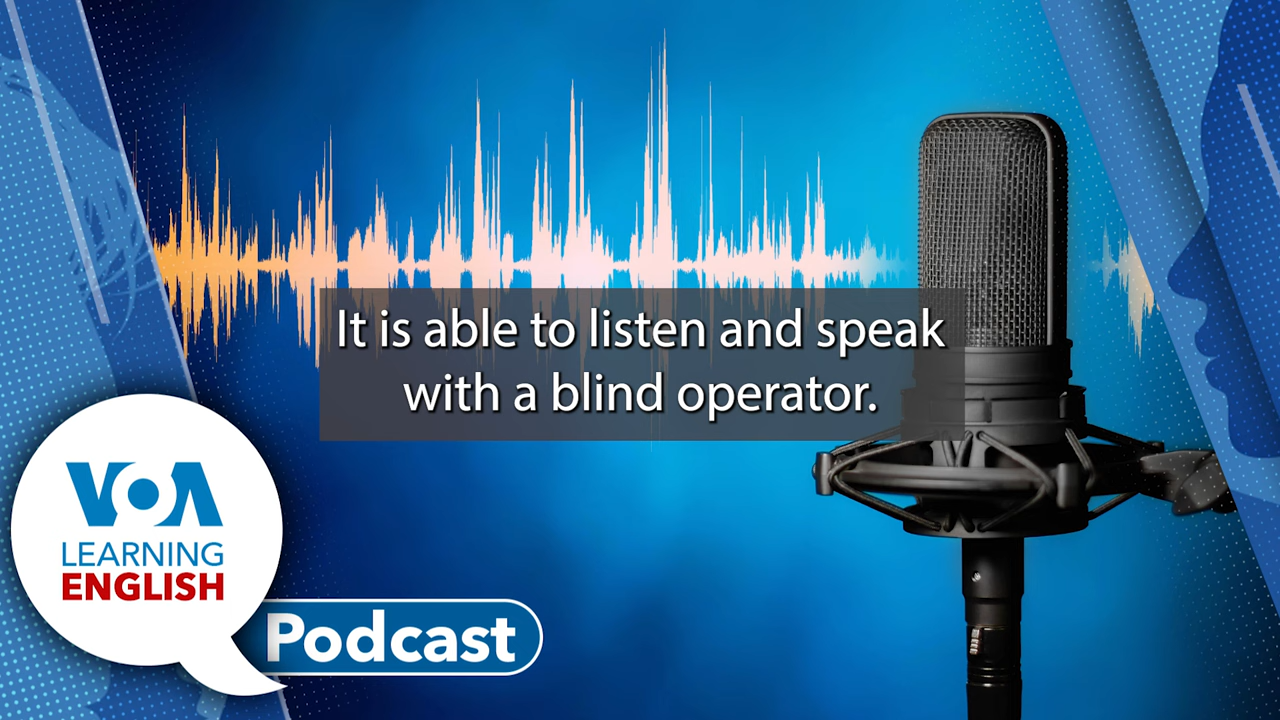 It is able to listen and speak
with a blind operator.
VOA
LEARNING
ENGLISH
Podcast